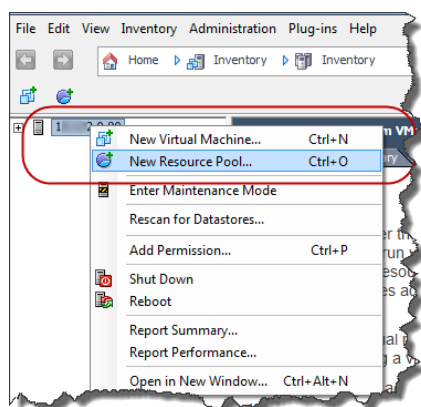 File Edit View Inventory Administration Plug-ins Help
Home Inventory Inventory
New Virtual Machine... Ctrl+N
New Resource Pool... Ctrl+O
Enter Maintenance Mode
Rescan for Datastores...
Add Permission... Ctrl+P
Shut Down
Reboot
Report Summary...
Report Performance...
Open in New Window... Ctrl+Alt+N